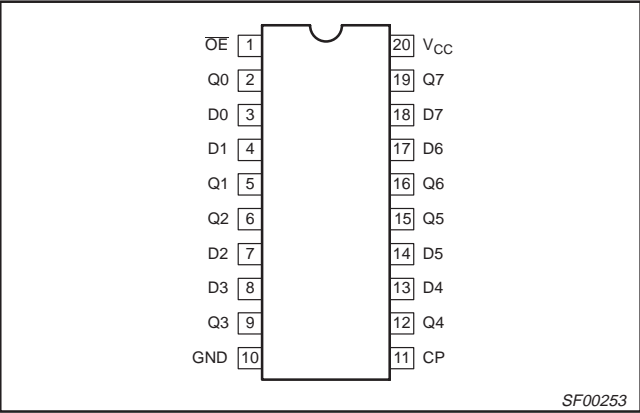 O̅E̅ 1 20 VCC
Q0 2 19 Q7
D0 3 18 D7
D1 4 17 D6
Q1 5 16 Q6
Q2 6 15 Q5
D2 7 14 D5
D3 8 13 D4
Q3 9 12 Q4
GND 10 11 CP
SF00253